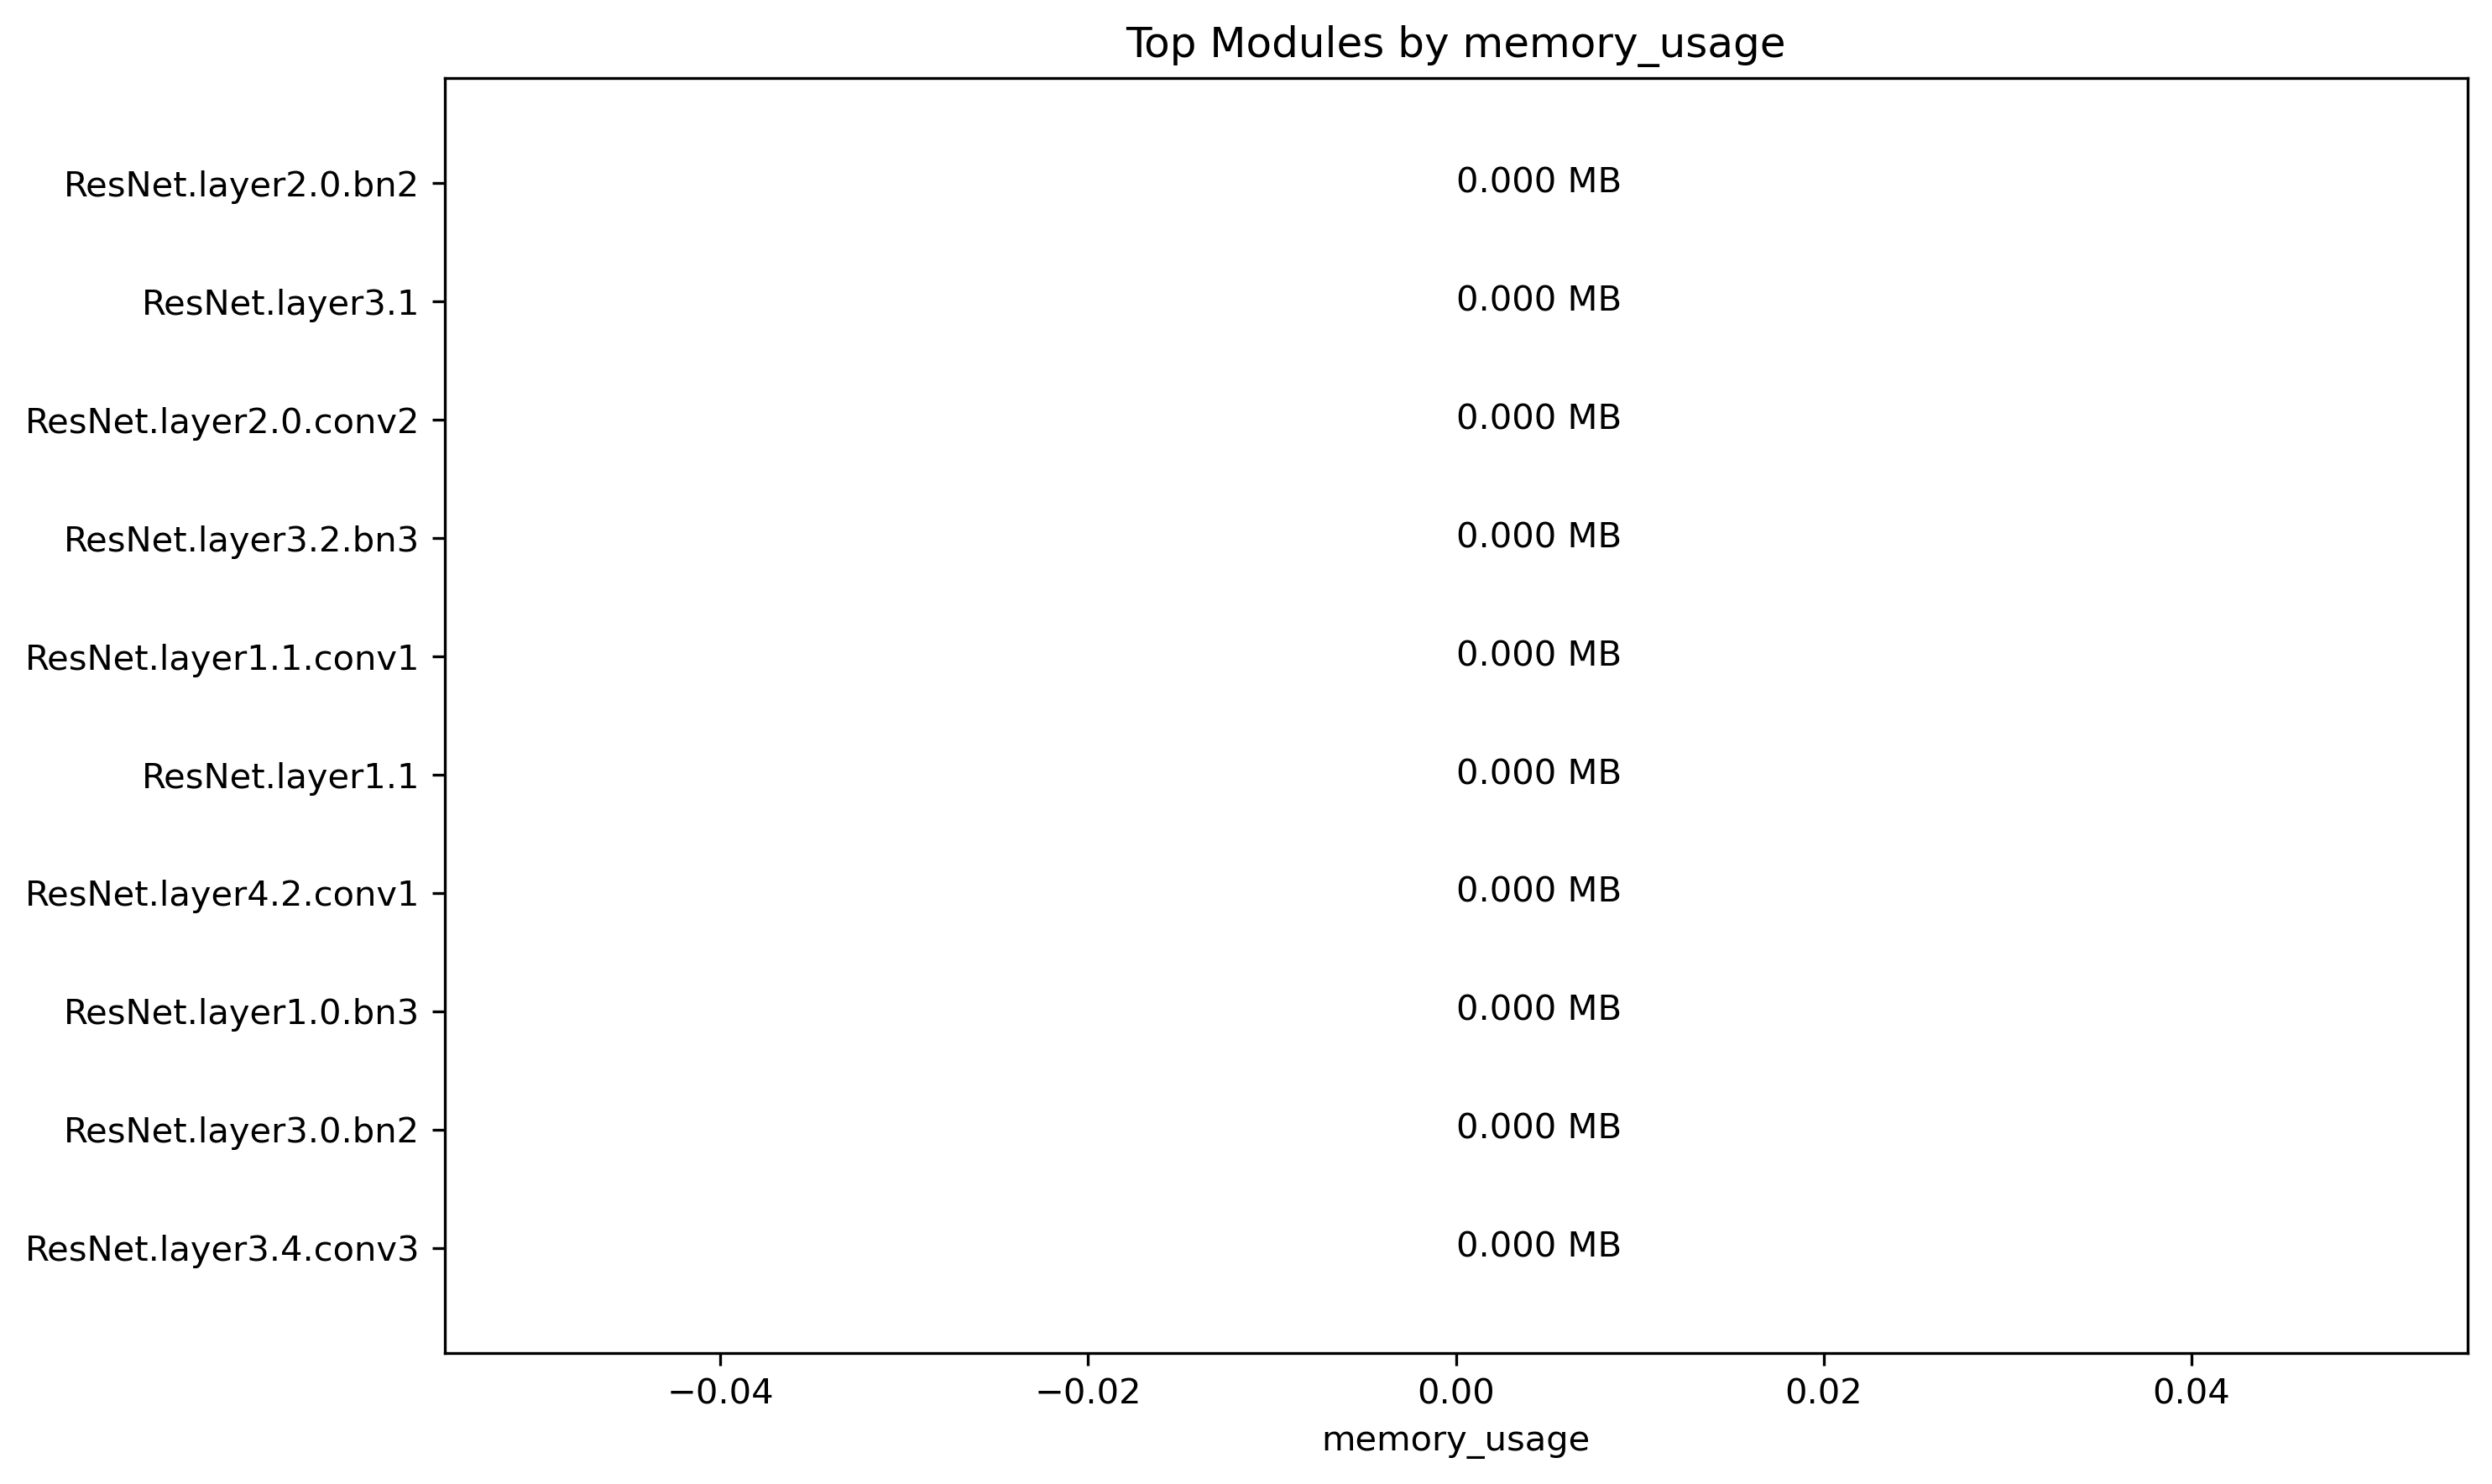 Top Modules by memory_usage
ResNet.layer2.0.bn2 0.000 MB
ResNet.layer3.1 0.000 MB
ResNet.layer2.0.conv2 0.000 MB
ResNet.layer3.2.bn3 0.000 MB
ResNet.layer1.1.conv1 0.000 MB
ResNet.layer1.1 0.000 MB
ResNet.layer4.2.conv1 0.000 MB
ResNet.layer1.0.bn3 0.000 MB
ResNet.layer3.0.bn2 0.000 MB
ResNet.layer3.4.conv3 0.000 MB
−0.04 −0.02 0.00 0.02 0.04
memory_usage